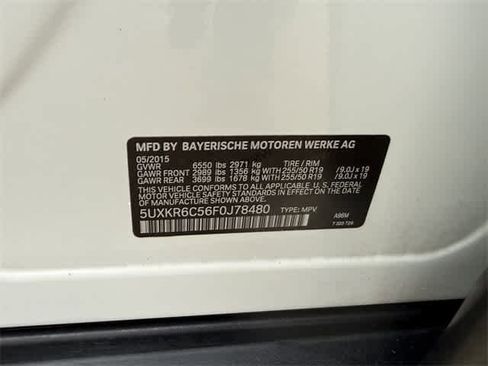 MFD BY BAYERISCHE MOTOREN WERKE AG
05/2015
GVWR 6550 lbs 2971 kg TIRE / RIM
GAWR FRONT 2989 lbs 1356 kg WITH 255/50 R19 / 9.0J x 19
GAWR REAR 3699 lbs 1678 kg WITH 255/50 R19 / 9.0J x 19
THIS VEHICLE CONFORMS TO ALL APPLICABLE U.S. FEDERAL
MOTOR VEHICLE SAFETY STANDARDS IN EFFECT ON THE DATE OF
MANUFACTURE SHOWN ABOVE.
5UXKR6C56F0J78480 TYPE: MPV A96M